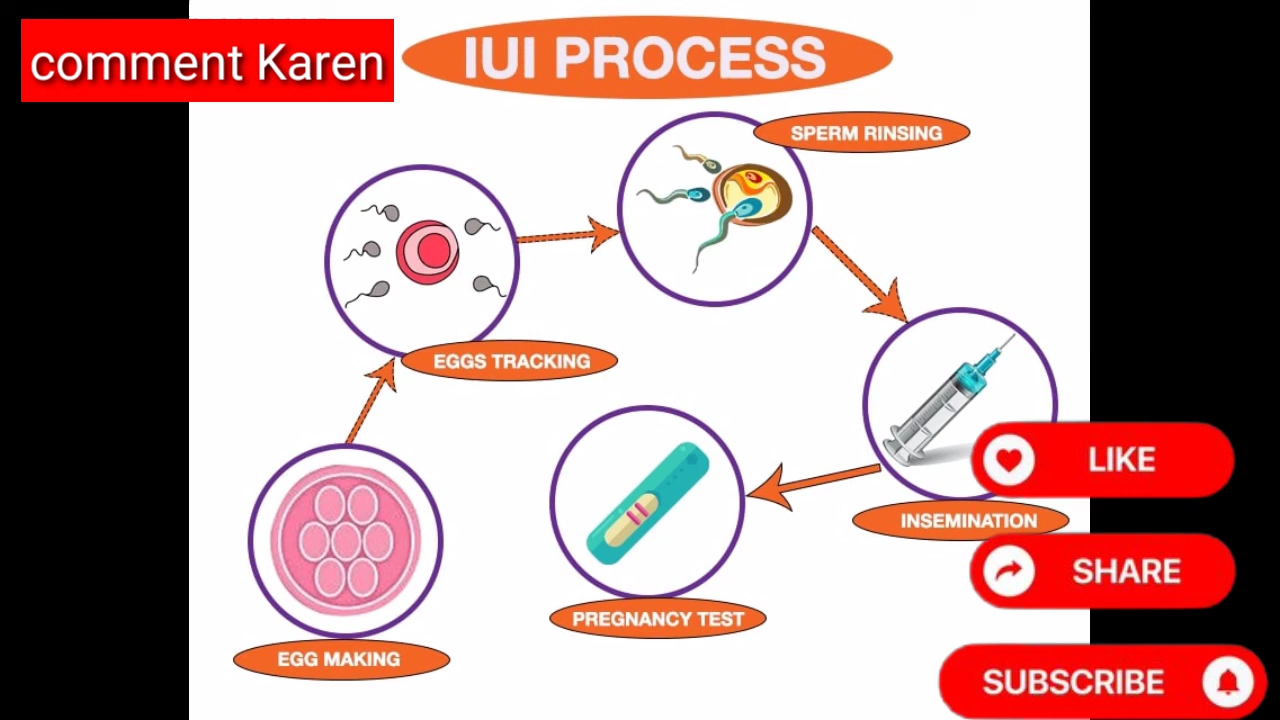 comment Karen
IUI PROCESS
SPERM RINSING
EGGS TRACKING
LIKE
INSEMINATION
SHARE
PREGNANCY TEST
EGG MAKING
SUBSCRIBE